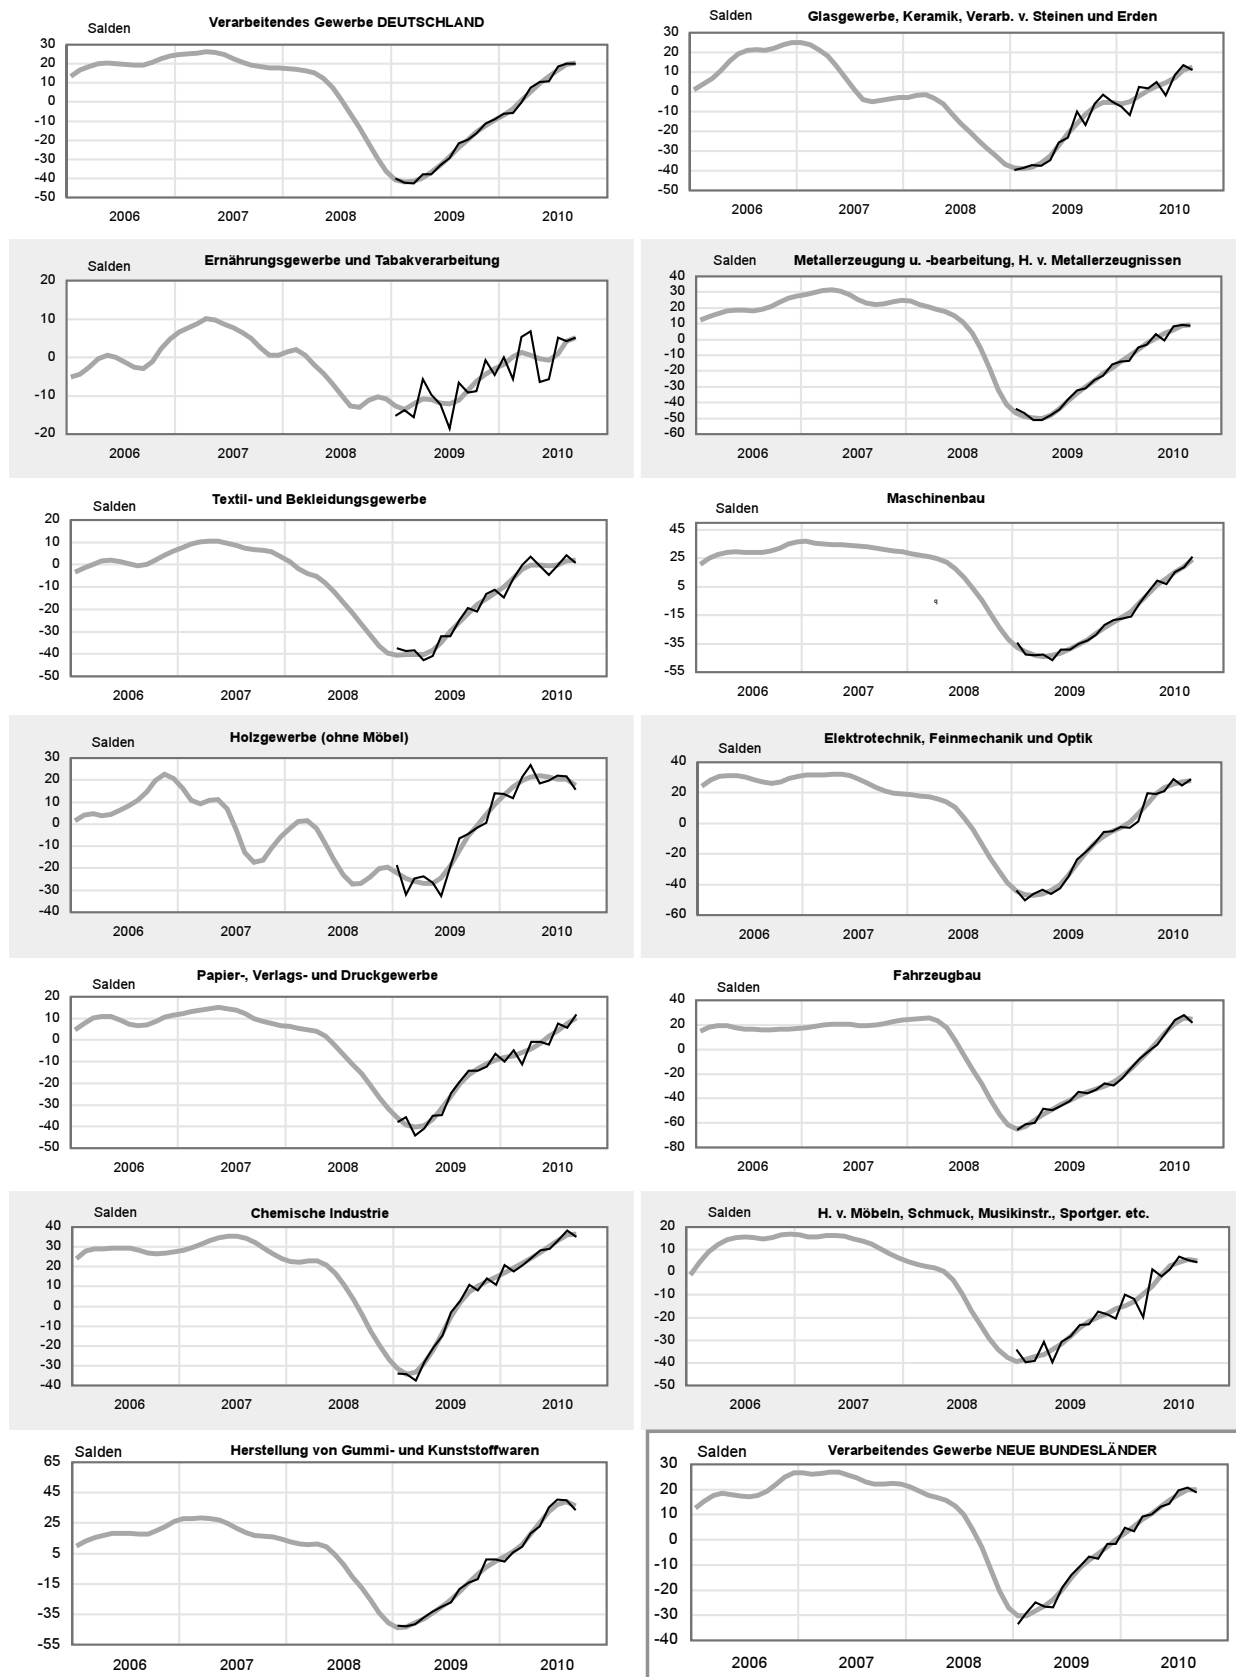 Verarbeitendes Gewerbe DEUTSCHLAND
Salden
30
20
10
0
-10
-20
-30
-40
-50
2006 2007 2008 2009 2010
Glasgewerbe, Keramik, Verarb. v. Steinen und Erden
Salden
30
20
10
0
-10
-20
-30
-40
-50
2006 2007 2008 2009 2010
Ernährungsgewerbe und Tabakverarbeitung
Salden
20
10
0
-10
-20
2006 2007 2008 2009 2010
Metallerzeugung u. -bearbeitung, H. v. Metallerzeugnissen
Salden
40
30
20
10
0
-10
-20
-30
-40
-50
-60
2006 2007 2008 2009 2010
Textil- und Bekleidungsgewerbe
Salden
20
10
0
-10
-20
-30
-40
-50
2006 2007 2008 2009 2010
Maschinenbau
Salden
45
25
5
-15
-35
-55
q
2006 2007 2008 2009 2010
Holzgewerbe (ohne Möbel)
Salden
30
20
10
0
-10
-20
-30
-40
2006 2007 2008 2009 2010
Elektrotechnik, Feinmechanik und Optik
Salden
40
20
0
-20
-40
-60
2006 2007 2008 2009 2010
Papier-, Verlags- und Druckgewerbe
Salden
20
10
0
-10
-20
-30
-40
-50
2006 2007 2008 2009 2010
Fahrzeugbau
Salden
40
20
0
-20
-40
-60
-80
2006 2007 2008 2009 2010
Chemische Industrie
Salden
40
30
20
10
0
-10
-20
-30
-40
2006 2007 2008 2009 2010
H. v. Möbeln, Schmuck, Musikinstr., Sportger. etc.
Salden
20
10
0
-10
-20
-30
-40
-50
2006 2007 2008 2009 2010
Herstellung von Gummi- und Kunststoffwaren
Salden
65
45
25
5
-15
-35
-55
2006 2007 2008 2009 2010
Verarbeitendes Gewerbe NEUE BUNDESLÄNDER
Salden
30
20
10
0
-10
-20
-30
-40
2006 2007 2008 2009 2010